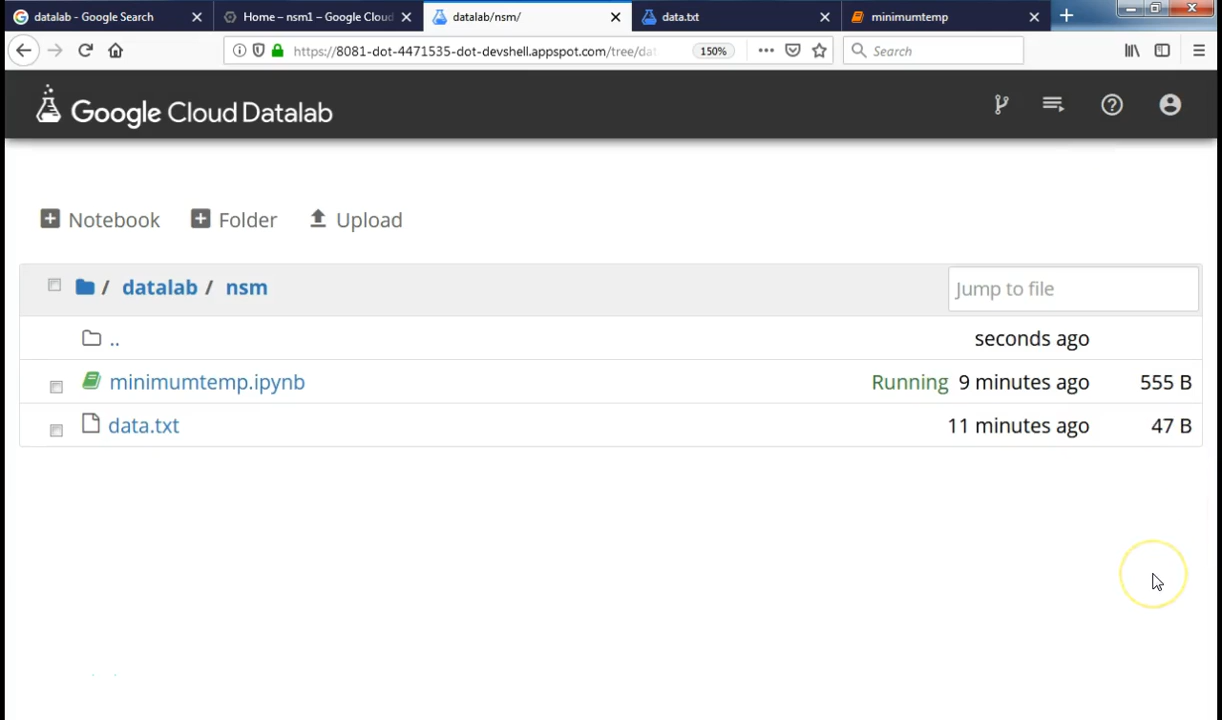 datalab - Google Search
Home – nsm1 – Google Cloud
datalab/nsm/
data.txt
minimumtemp
https://8081-dot-4471535-dot-devshell.appspot.com/tree/da
150%
Search
Google Cloud Datalab
Notebook Folder Upload
/ datalab / nsm Jump to file
.. seconds ago
minimumtemp.ipynb Running 9 minutes ago 555 B
data.txt 11 minutes ago 47 B